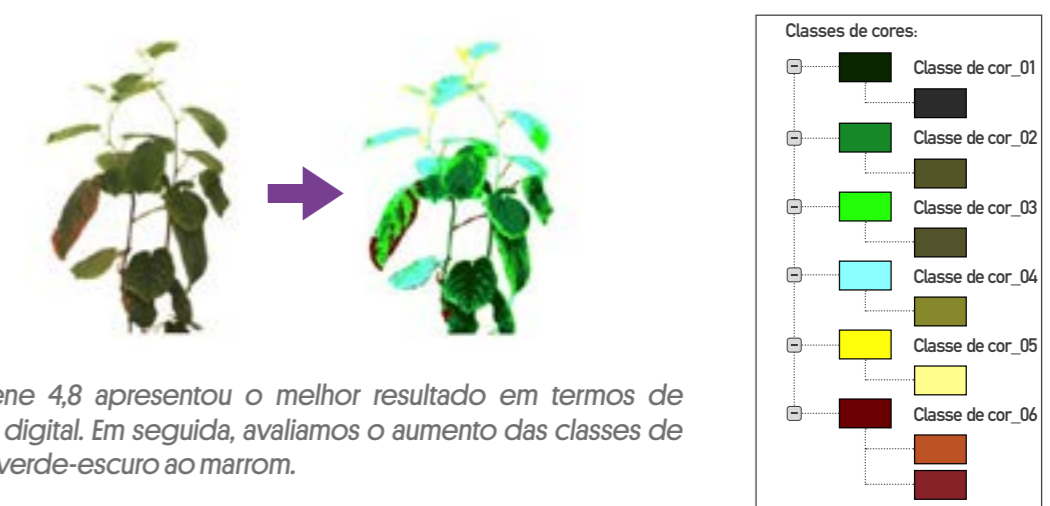 Classes de cores:
Classe de cor_01
Classe de cor_02
Classe de cor_03
Classe de cor_04
Classe de cor_05
Classe de cor_06
4,8 apresentou o melhor resultado em termos de
digital. Em seguida, avaliamos o aumento das classes de
verde-escuro ao marrom.